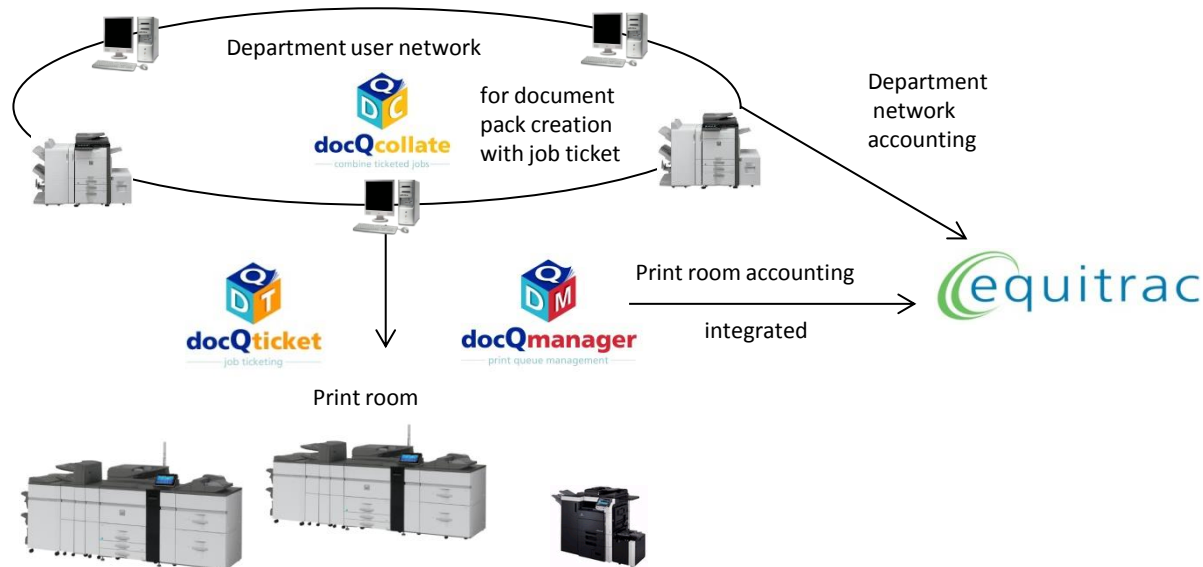 Department user network
Q
D C
docQcollate
combine ticketed jobs
for document
pack creation
with job ticket
Department
network
accounting
Q
D T
docQticket
job ticketing
Q
D M
docQmanager
print queue management
Print room accounting
integrated
equitrac
Print room